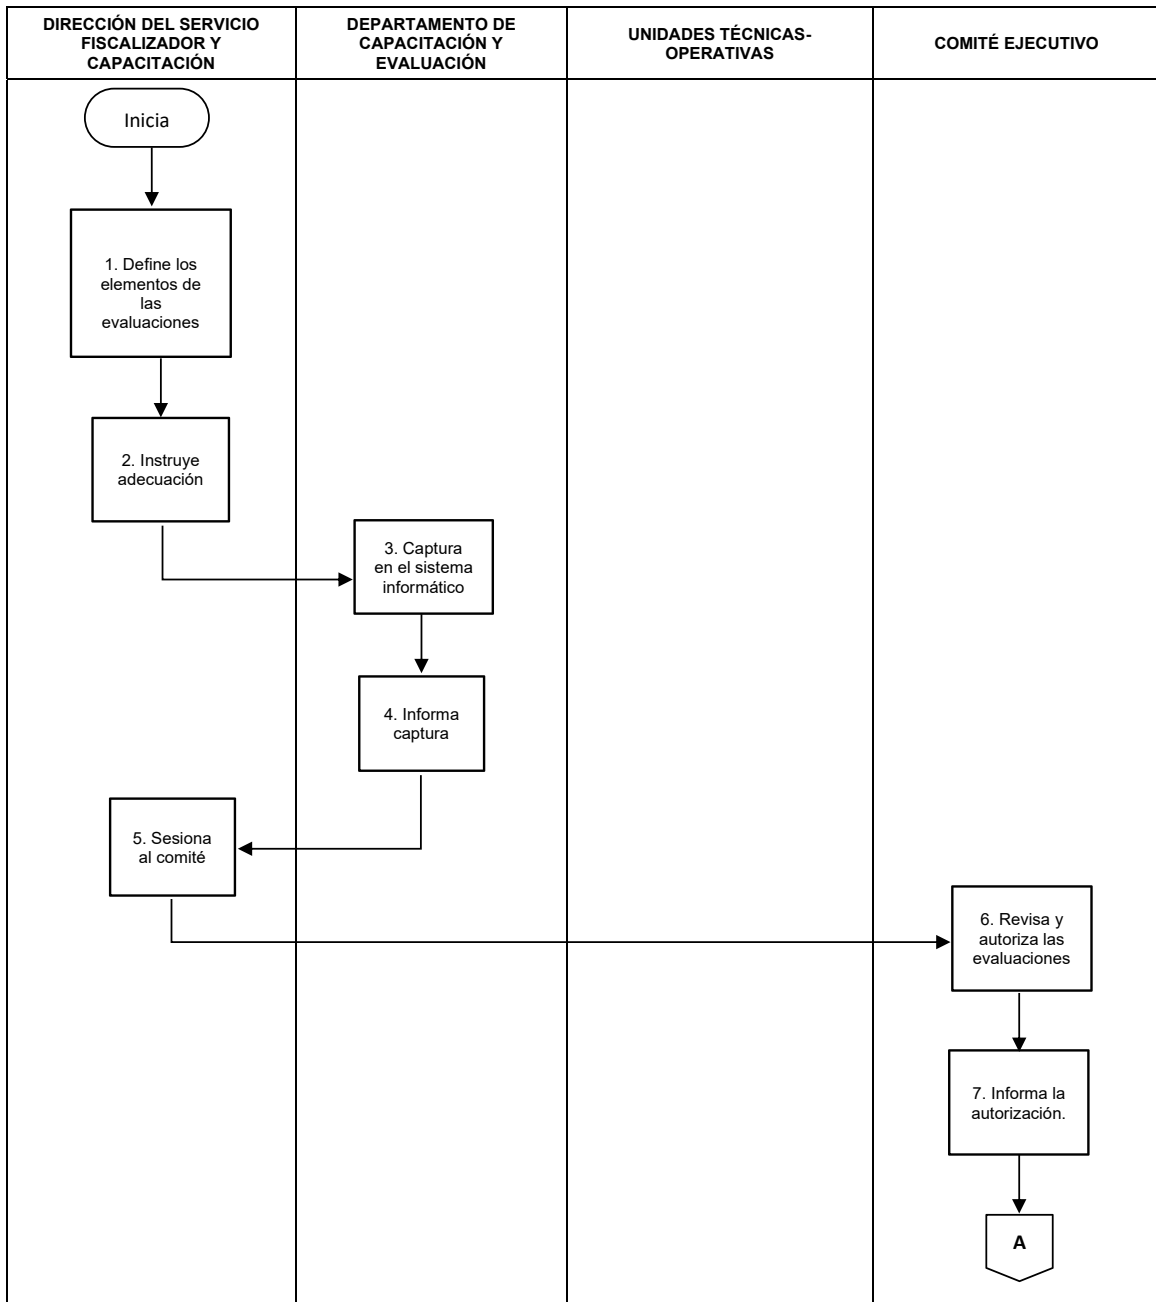 DIRECCIÓN DEL SERVICIO
FISCALIZADOR Y
CAPACITACIÓN
DEPARTAMENTO DE
CAPACITACIÓN Y
EVALUACIÓN
UNIDADES TÉCNICAS-
OPERATIVAS
COMITÉ EJECUTIVO
Inicia
1. Define los
elementos de
las
evaluaciones
2. Instruye
adecuación
3. Captura
en el sistema
informático
4. Informa
captura
5. Sesiona
al comité
6. Revisa y
autoriza las
evaluaciones
7. Informa la
autorización.
A